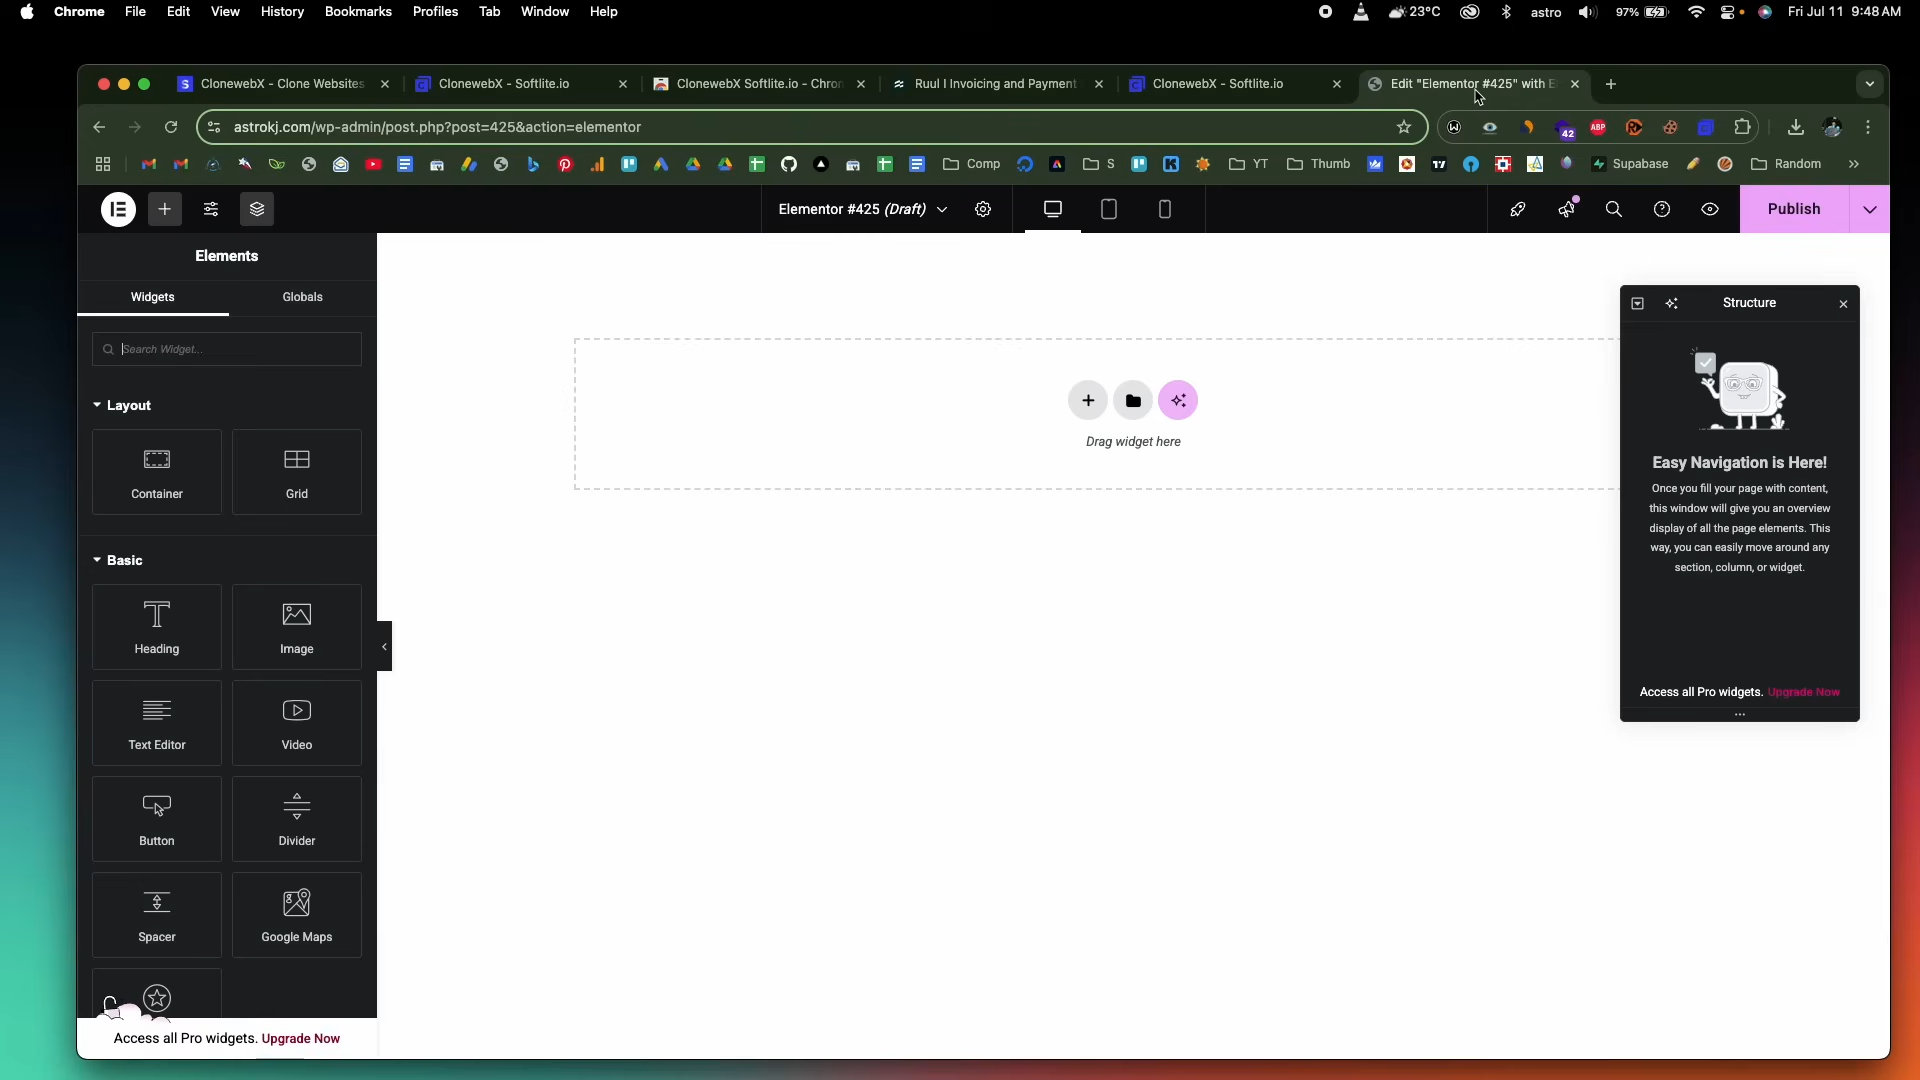 Chrome File Edit View History Bookmarks Profiles Tab Window Help 23°C astro 97% Fri Jul 11 9:48 AM
ClonewebX - Clone Websites ClonewebX - Softlite.io ClonewebX Softlite.io - Chron Ruul I Invoicing and Payment ClonewebX - Softlite.io Edit "Elementor #425" with E
astrokj.com/wp-admin/post.php?post=425&action=elementor 42 ABP
Comp S YT Thumb Supabase Random
Elementor #425 (Draft) Publish
Elements
Widgets Globals
Search Widget...
Layout
Container Grid
Basic
Heading Image
Text Editor Video
Button Divider
Spacer Google Maps
Access all Pro widgets. Upgrade Now
Drag widget here
Structure
Easy Navigation is Here!
Once you fill your page with content,
this window will give you an overview
display of all the page elements. This
way, you can easily move around any
section, column, or widget.
Access all Pro widgets. Upgrade Now